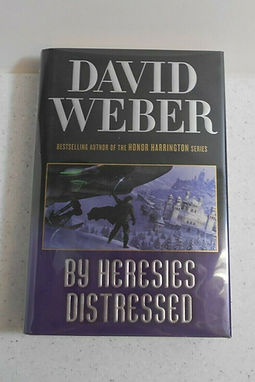 DAVID
WEBER
BESTSELLING AUTHOR OF THE HONOR HARRINGTON SERIES
BY HERESIES
DISTRESSED